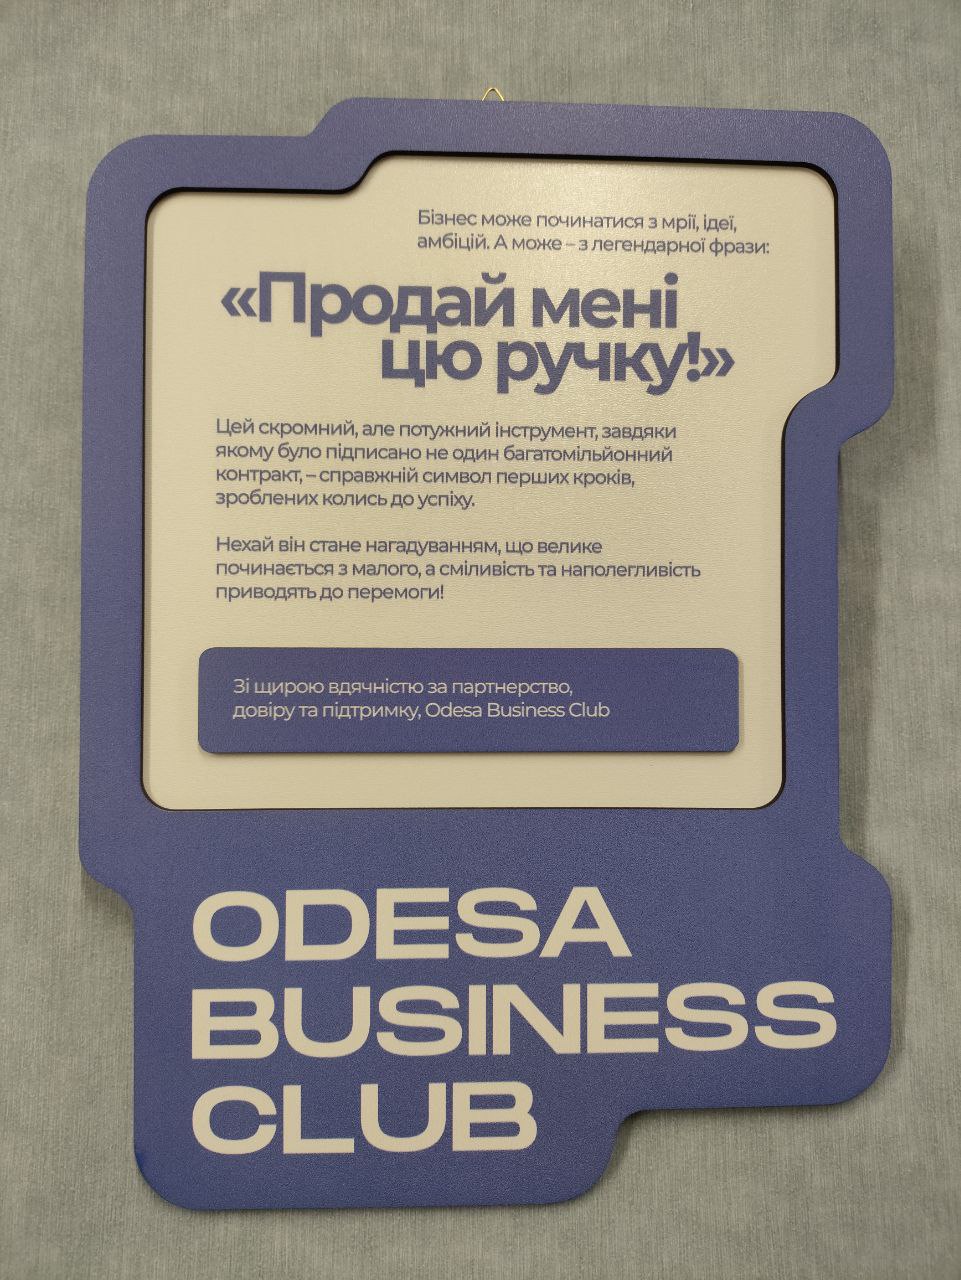 Бізнес може починатися з мрії, ідеї,
амбіцій. А може – з легендарної фрази:
«Продай мені
цю ручку!»
Цей скромний, але потужний інструмент, завдяки
якому було підписано не один багатомільйонний
контракт, – справжній символ перших кроків,
зроблених колись до успіху.
Нехай він стане нагадуванням, що велике
починається з малого, а сміливість та наполегливість
приводять до перемоги!
Зі щирою вдячністю за партнерство,
довіру та підтримку, Odesa Business Club
ODESA
BUSINESS
CLUB